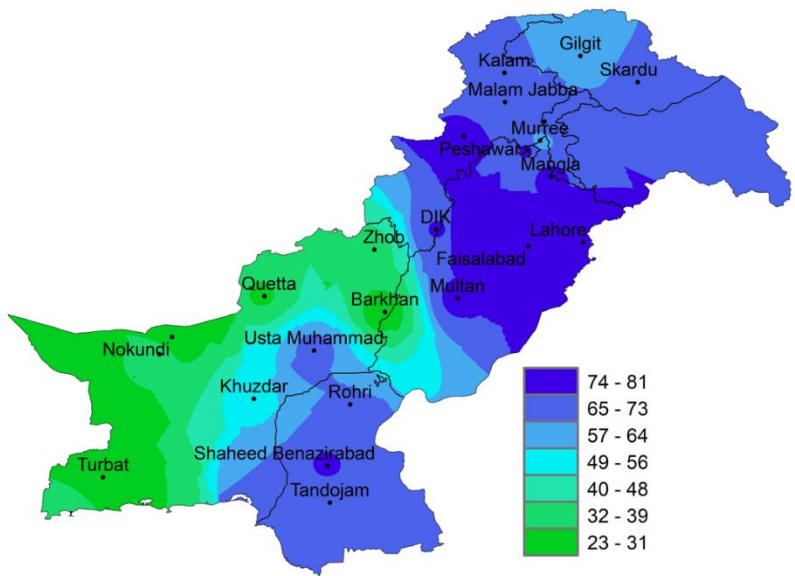 Gilgit
Kalam
Skardu
Malam Jabba
Murree
Peshawar
Mangla
DIK
Zhob
Lahore
Faisalabad
Quetta
Multan
Barkhan
Usta Muhammad
Nokundi
Khuzdar
Rohri
Shaheed Benazirabad
Turbat
Tandojam
74 - 81
65 - 73
57 - 64
49 - 56
40 - 48
32 - 39
23 - 31